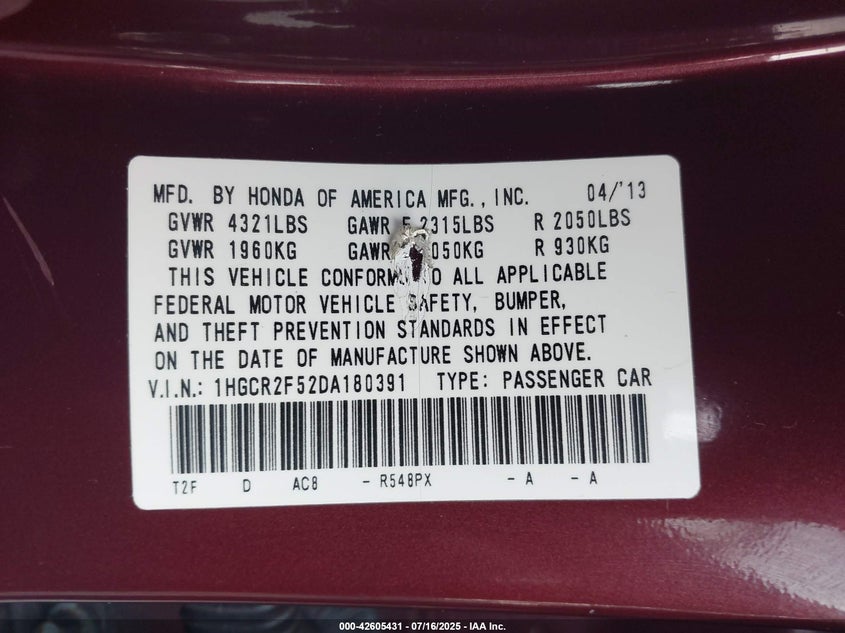 MFD. BY HONDA OF AMERICA MFG., INC. 04/'13
GVWR 4321LBS GAWR F 2315LBS R 2050LBS
GVWR 1960KG GAWR 050KG R 930KG
THIS VEHICLE CONFORM O ALL APPLICABLE
FEDERAL MOTOR VEHICLE SAFETY, BUMPER,
AND THEFT PREVENTION STANDARDS IN EFFECT
ON THE DATE OF MANUFACTURE SHOWN ABOVE.
V.I.N.: 1HGCR2F52DA180391 TYPE: PASSENGER CAR
T2F D AC8 - R548PX - A - A
000-42605431 - 07/16/2025 - IAA Inc.